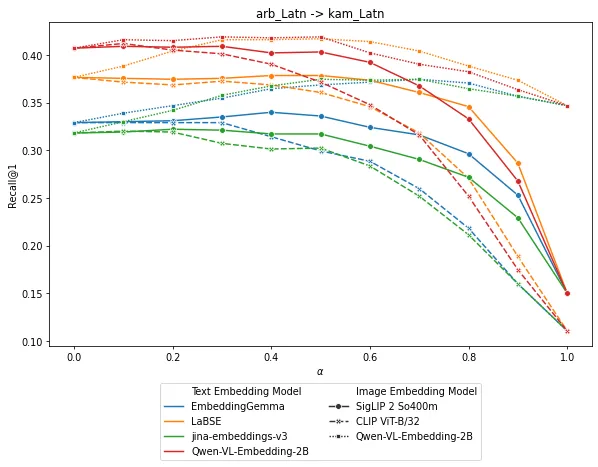 arb_Latn -> kam_Latn
Recall@1
0.40
0.35
0.30
0.25
0.20
0.15
0.10
0.0
0.2
0.4
0.6
0.8
1.0
α
Text Embedding Model
EmbeddingGemma
LaBSE
jina-embeddings-v3
Qwen-VL-Embedding-2B
Image Embedding Model
SigLIP 2 So400m
CLIP ViT-B/32
Qwen-VL-Embedding-2B